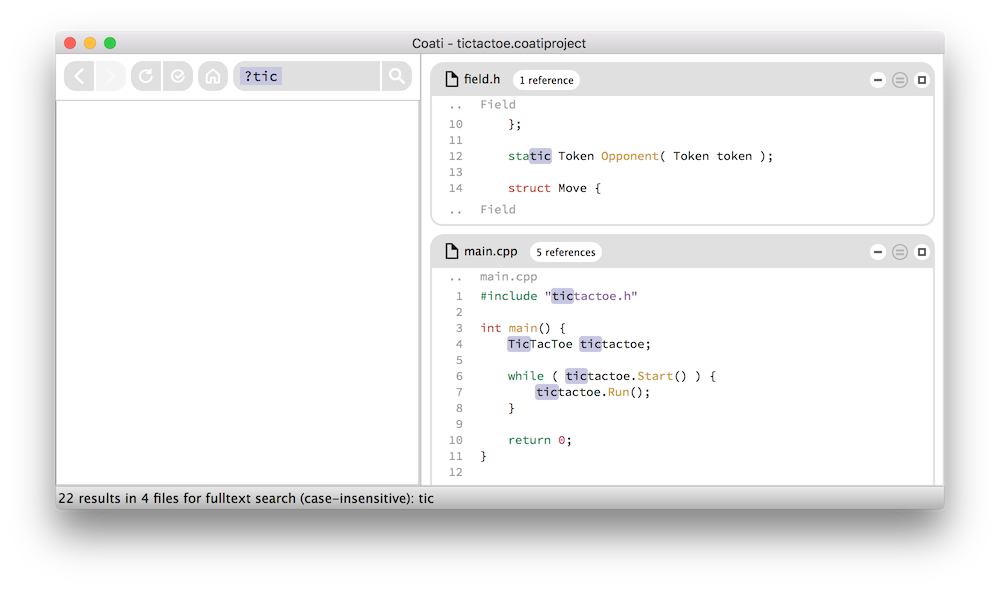 Coati - tictactoe.coatiproject
?tic
field.h 1 reference
.. Field
10 };
11
12 static Token Opponent( Token token );
13
14 struct Move {
.. Field
main.cpp 5 references
.. main.cpp
1 #include "tictactoe.h"
2
3 int main() {
4 TicTacToe tictactoe;
5
6 while ( tictactoe.Start() ) {
7 tictactoe.Run();
8 }
9
10 return 0;
11 }
12
22 results in 4 files for fulltext search (case-insensitive): tic